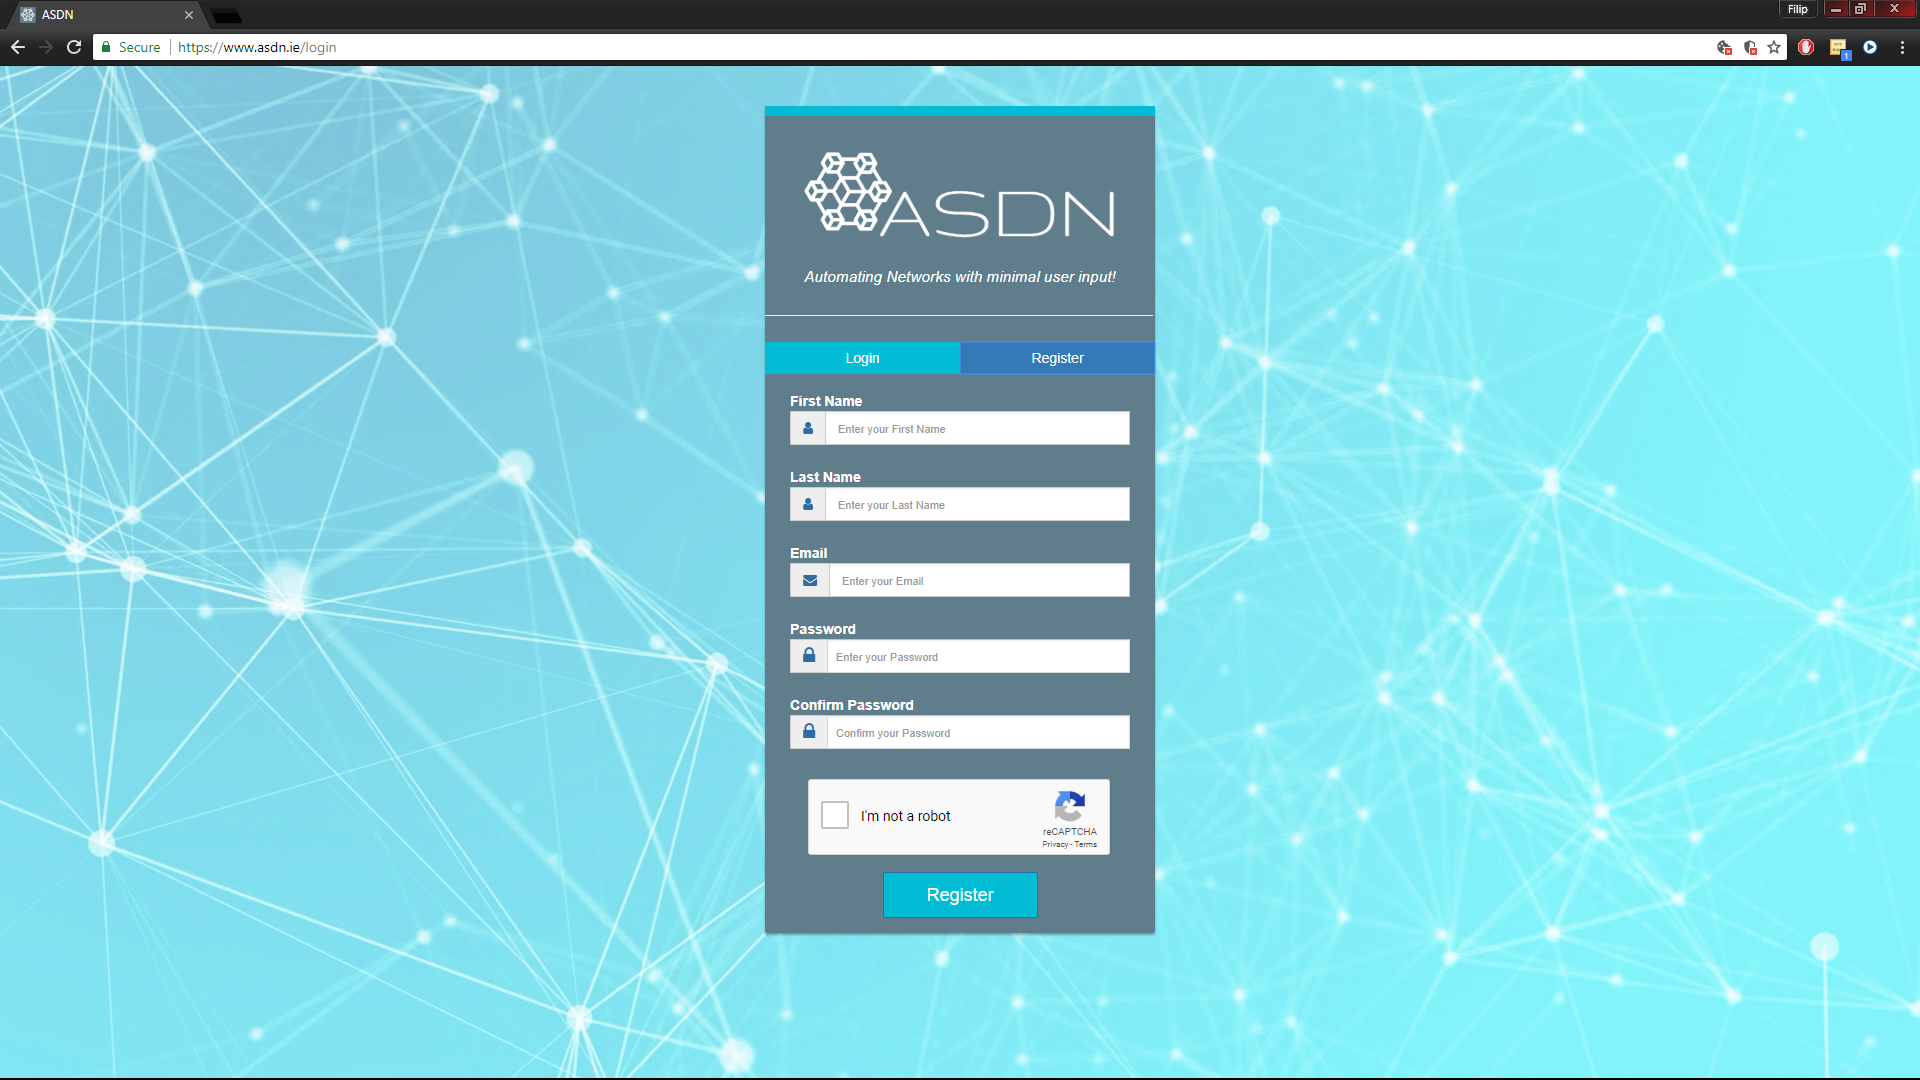 ASDN
Filip
Secure
https://www.asdn.ie/login
1
ASDN
Automating Networks with minimal user input!
Login
Register
First Name
Enter your First Name
Last Name
Enter your Last Name
Email
Enter your Email
Password
Enter your Password
Confirm Password
Confirm your Password
I'm not a robot
reCAPTCHA
Privacy - Terms
Register